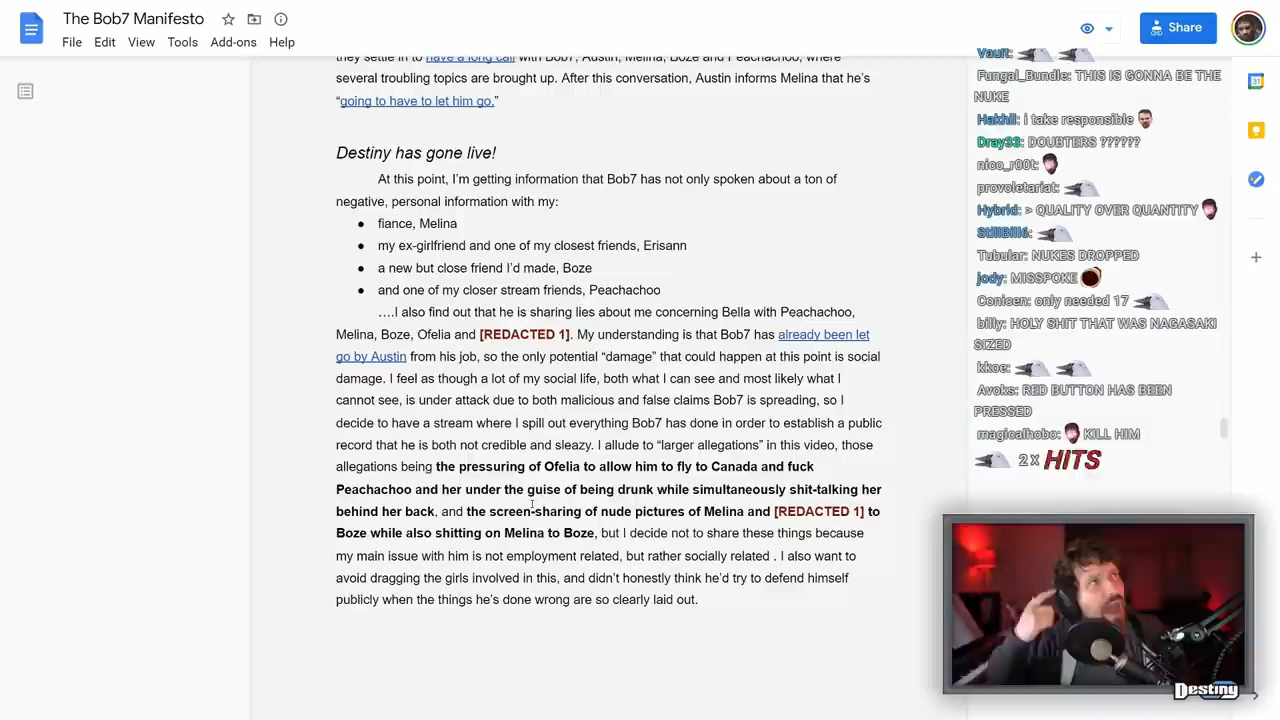 The Bob7 Manifesto
File Edit View Tools Add-ons Help
Share
they settle in to have a long call with Bob7, Austin, Melina, Boze and Peachachoo, where
several troubling topics are brought up. After this conversation, Austin informs Melina that he's
"going to have to let him go."
Destiny has gone live!
At this point, I'm getting information that Bob7 has not only spoken about a ton of
negative, personal information with my:
● fiance, Melina
● my ex-girlfriend and one of my closest friends, Erisann
● a new but close friend I'd made, Boze
● and one of my closer stream friends, Peachachoo
….I also find out that he is sharing lies about me concerning Bella with Peachachoo,
Melina, Boze, Ofelia and [REDACTED 1]. My understanding is that Bob7 has already been let
go by Austin from his job, so the only potential "damage" that could happen at this point is social
damage. I feel as though a lot of my social life, both what I can see and most likely what I
cannot see, is under attack due to both malicious and false claims Bob7 is spreading, so I
decide to have a stream where I spill out everything Bob7 has done in order to establish a public
record that he is both not credible and sleazy. I allude to "larger allegations" in this video, those
allegations being the pressuring of Ofelia to allow him to fly to Canada and fuck
Peachachoo and her under the guise of being drunk while simultaneously shit-talking her
behind her back, and the screen-sharing of nude pictures of Melina and [REDACTED 1] to
Boze while also shitting on Melina to Boze, but I decide not to share these things because
my main issue with him is not employment related, but rather socially related . I also want to
avoid dragging the girls involved in this, and didn't honestly think he'd try to defend himself
publicly when the things he's done wrong are so clearly laid out.
Vault:
Fungal_Bundle: THIS IS GONNA BE THE
NUKE
Hakhil: i take responsible
Dray33: DOUBTERS ??????
nico_r00t:
provoletariat:
Hybrid: > QUALITY OVER QUANTITY
StillBill6:
Tubular: NUKES DROPPED
jody: MISSPOKE
Conicen: only needed 17
billy: HOLY SHIT THAT WAS NAGASAKI
SIZED
kkoe:
Avoks: RED BUTTON HAS BEEN
PRESSED
magicalhobo: KILL HIM
2 x HITS
Destiny